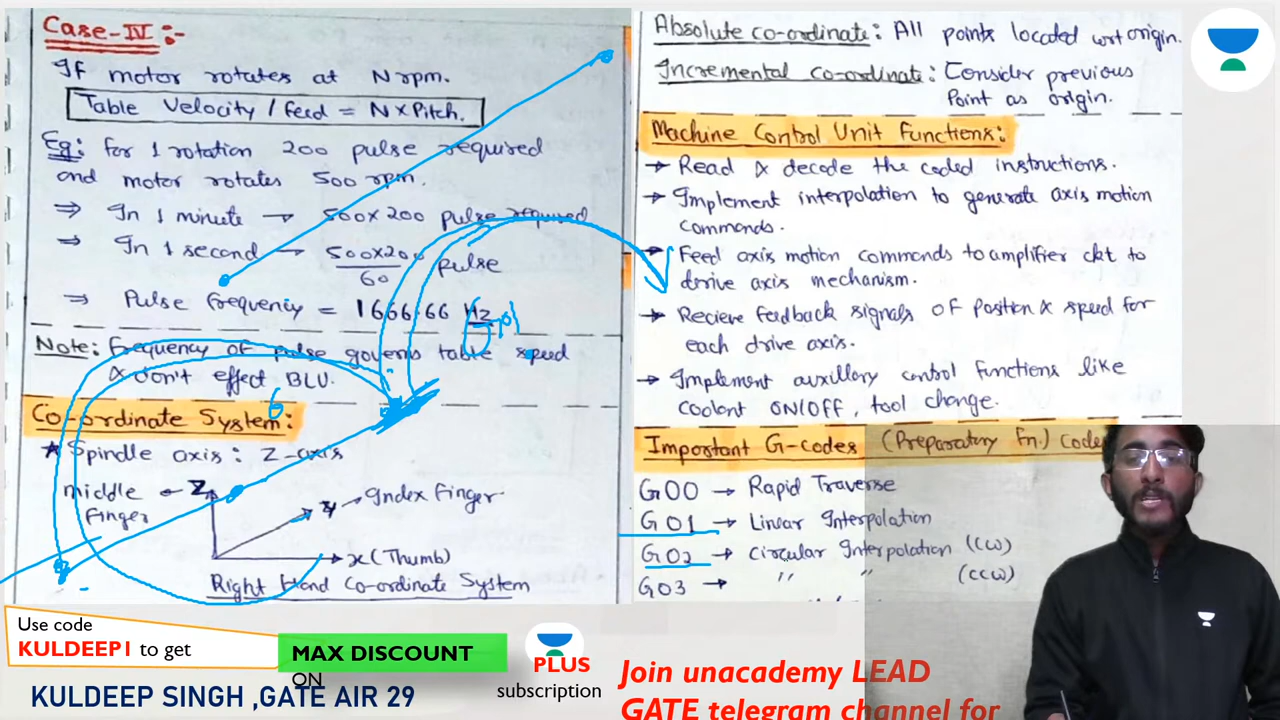 Case-IV :-
If motor rotates at N rpm.
Table Velocity / feed = N×Pitch.
Eg: for 1 rotation 200 pulse required
and motor rotates 500 rpm.
⇒ In 1 minute → 500×200 pulse required
⇒ In 1 second → 500×200 pulse
60
⇒ Pulse frequency = 1666.66 Hz
Note: Frequency of pulse governs table speed
& don't effect BLU.
Co-ordinate System:
★ Spindle axis: Z-axis
middle ← Z
finger
y → Index Finger
x (Thumb)
Right Hand Co-ordinate System
Absolute co-ordinate: All points located wrt origin.
Incremental co-ordinate: Consider previous
Point as origin.
Machine Control Unit Functions:
→ Read & decode the coded instructions.
→ Implement interpolation to generate axis motion
commands.
→ Feed axis motion commands to amplifier ckt to
drive axis mechanism.
→ Recieve feedback signals of position & speed for
each drive axis.
→ Implement auxillory control functions like
coolant ON/OFF, tool change.
Important G-codes (Preparatory Fn.) Codes
G00 → Rapid Traverse
G01 → Linear Interpolation
G02 → Circular Interpolation (CW)
G03 → " " (CCW)
Use code
KULDEEP1 to get
MAX DISCOUNT
ON
PLUS
subscription
KULDEEP SINGH ,GATE AIR 29
Join unacademy LEAD
GATE telegram channel for